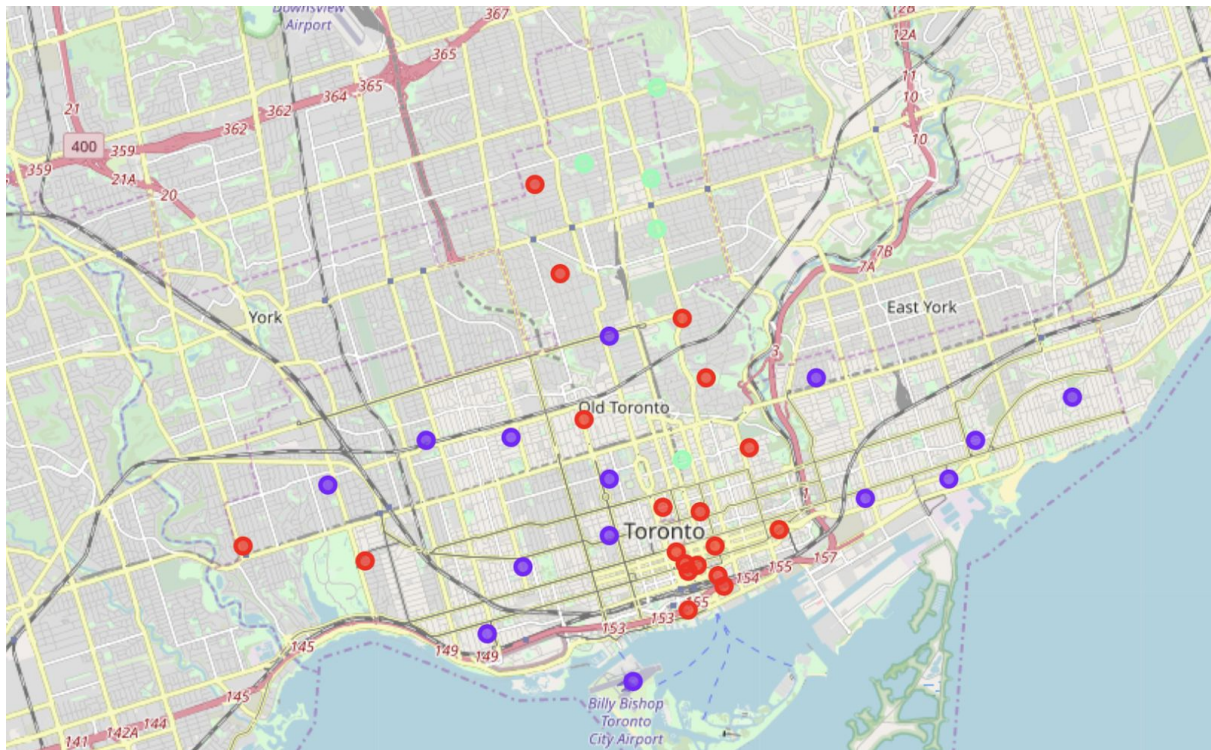 Downsview
Airport
367
12B
12A
365
365
364
362
362
359
359
21
400
21A
20
11
10
10
7B
7A
3
York
East York
Old Toronto
1
Toronto
157
155
154
155
153
153
149
149
145
145
144
142A
141
Billy Bishop
Toronto
City Airport